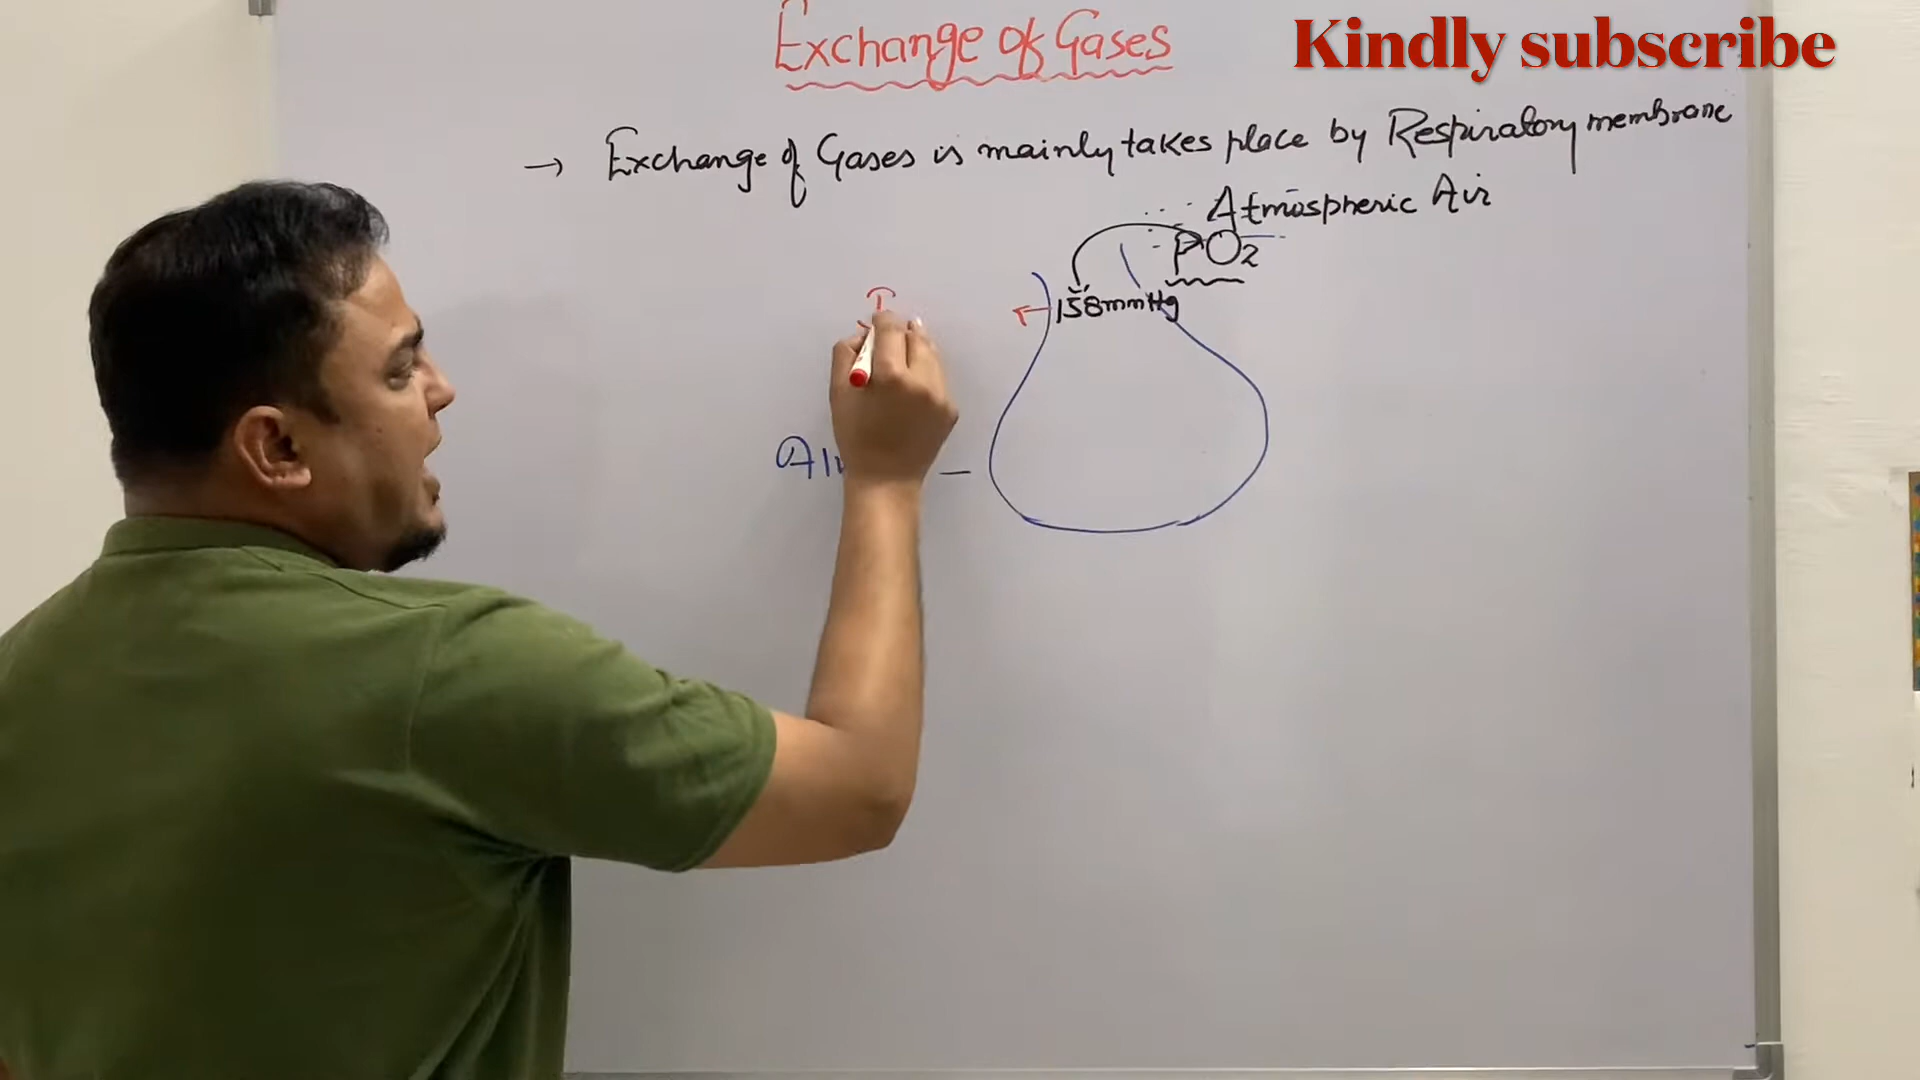 Exchange of Gases
Kindly subscribe
→ Exchange of Gases is mainly takes place by Respiratory membrane
Atmospheric Air
PO2
158mmHg